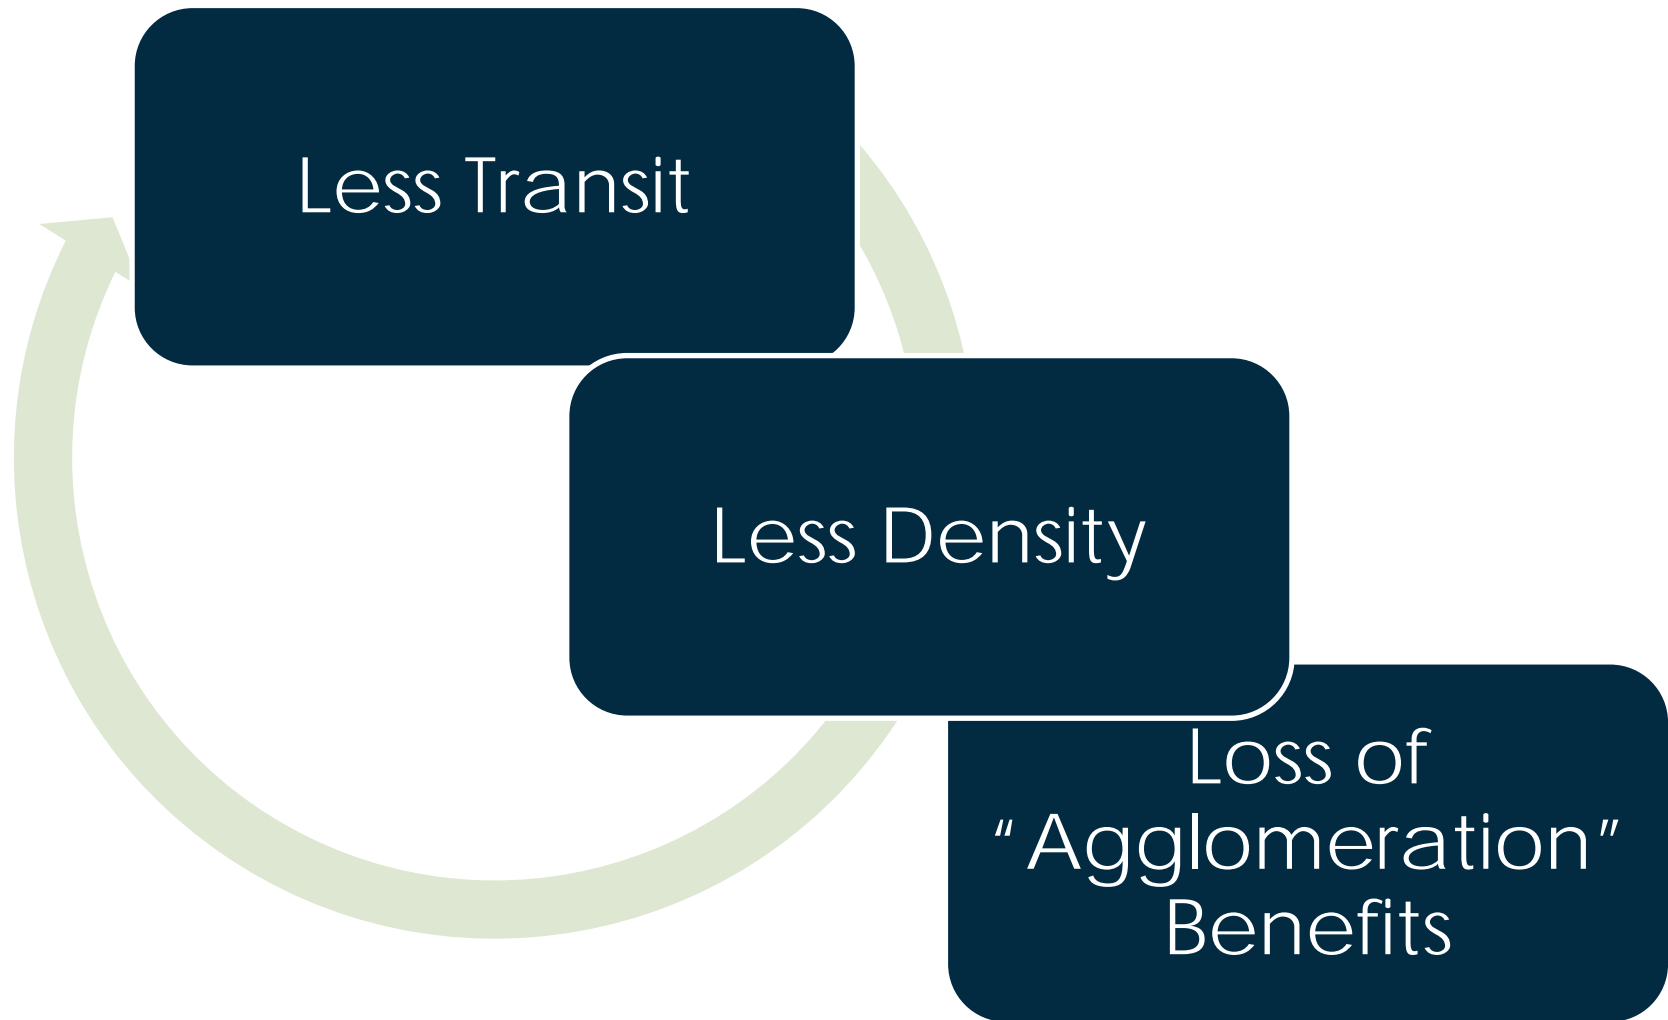 Less Transit
Less Density
Loss of
“Agglomeration”
Benefits